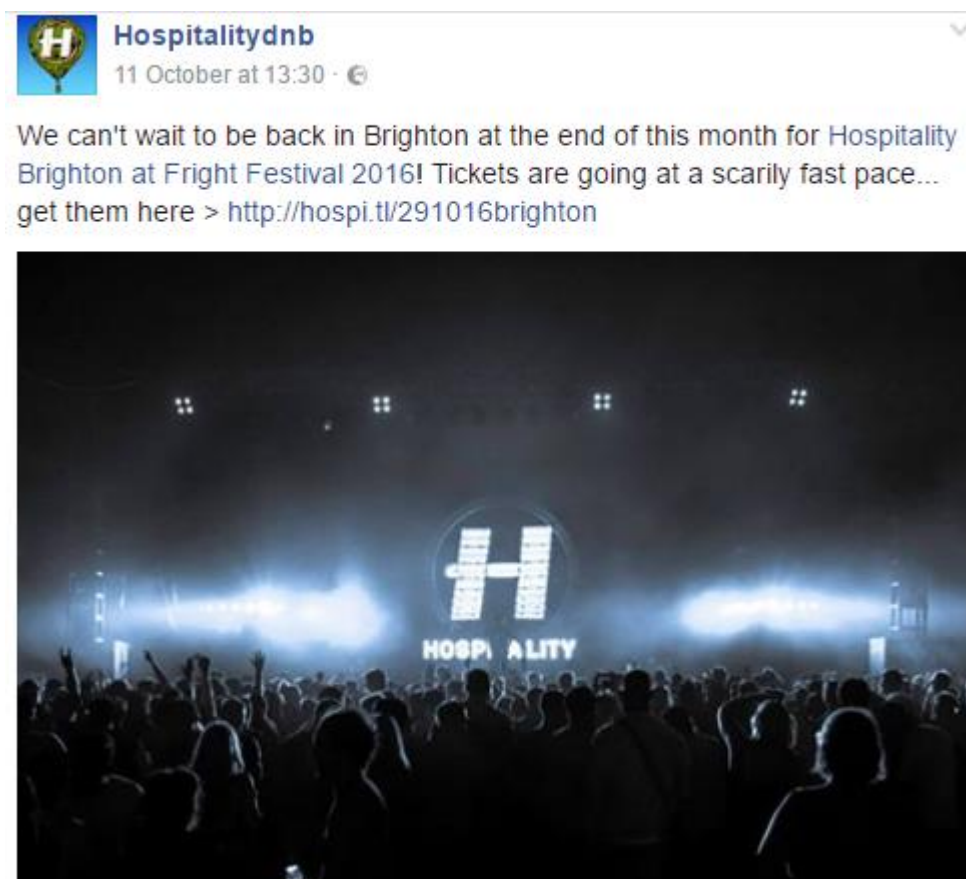 H
Hospitalitydnb
11 October at 13:30 ·
We can't wait to be back in Brighton at the end of this month for Hospitality
Brighton at Fright Festival 2016! Tickets are going at a scarily fast pace...
get them here > http://hospi.tl/291016brighton
H
HOSPI ALITY